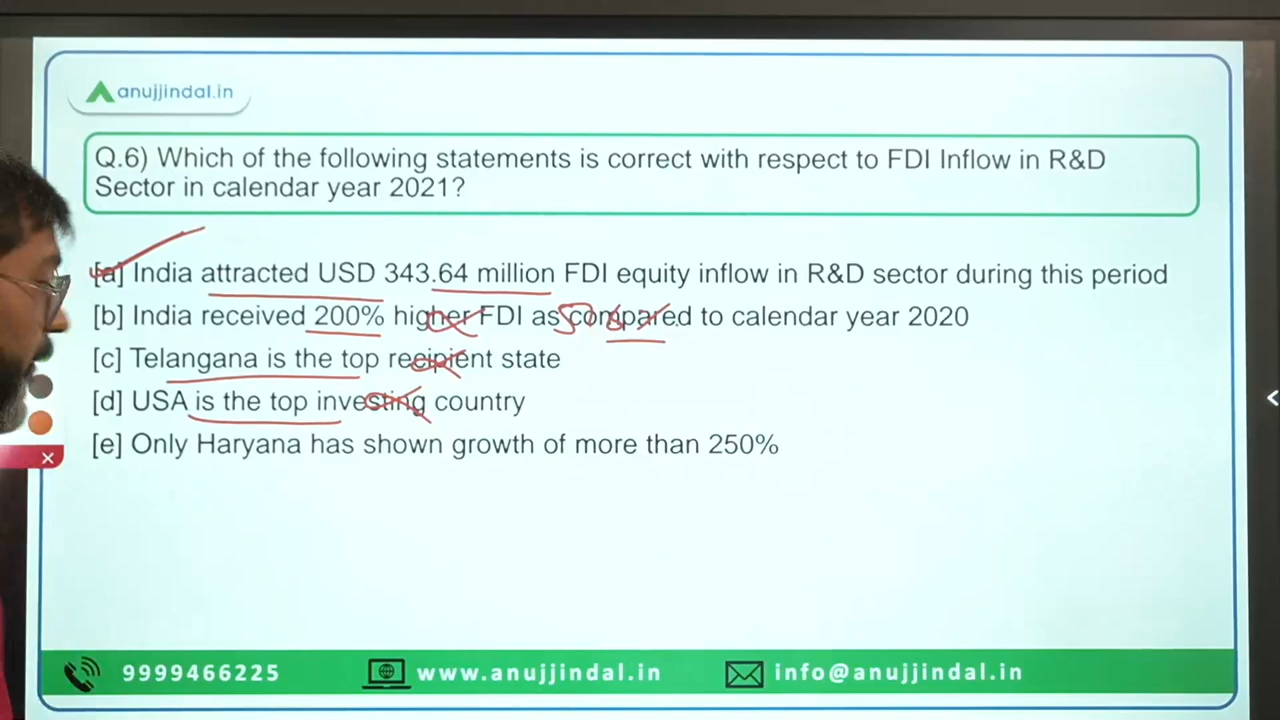 anujjindal.in
Q.6) Which of the following statements is correct with respect to FDI Inflow in R&D
Sector in calendar year 2021?
[a] India attracted USD 343.64 million FDI equity inflow in R&D sector during this period
[b] India received 200% higher FDI as compared to calendar year 2020
[c] Telangana is the top recipient state
[d] USA is the top investing country
[e] Only Haryana has shown growth of more than 250%
9999466225 www.anujjindal.in info@anujjindal.in